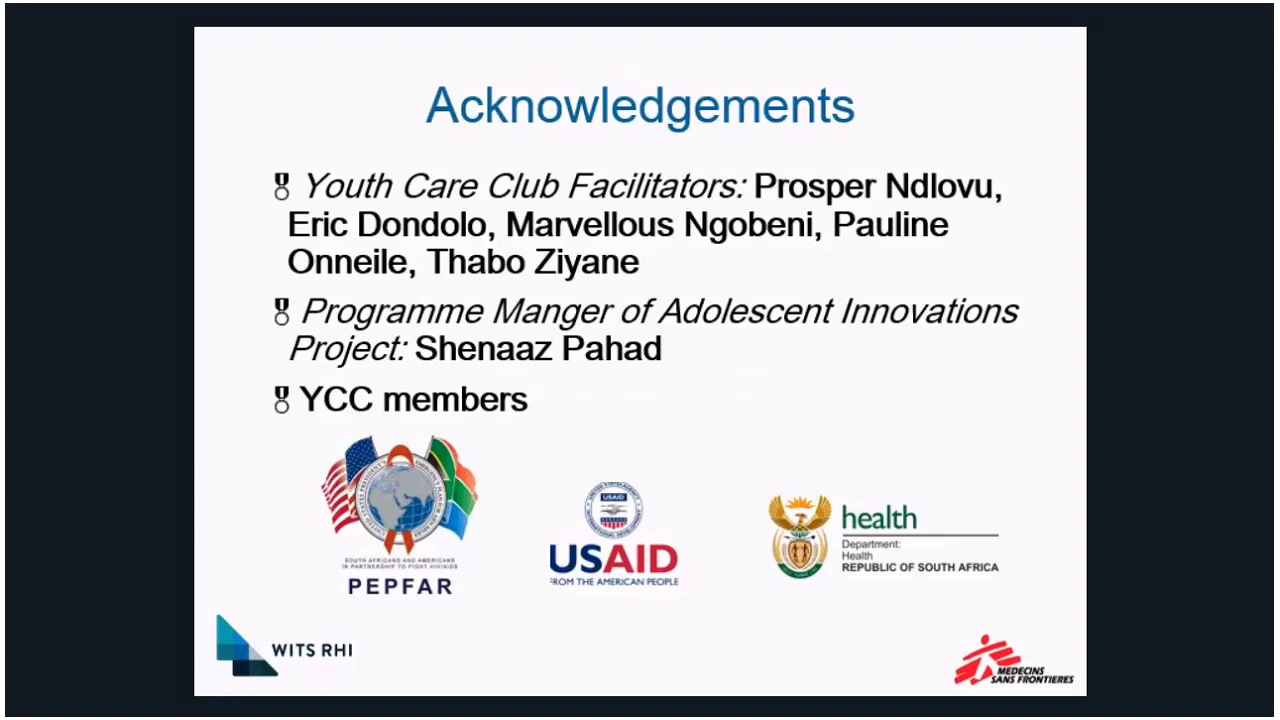 Acknowledgements
Youth Care Club Facilitators: Prosper Ndlovu,
Eric Dondolo, Marvellous Ngobeni, Pauline
Onneile, Thabo Ziyane
Programme Manger of Adolescent Innovations
Project: Shenaaz Pahad
YCC members
SOUTH AFRICANS AND AMERICANS
IN PARTNERSHIP TO FIGHT HIV/AIDS
PEPFAR
USAID
USAID
FROM THE AMERICAN PEOPLE
health
Department:
Health
REPUBLIC OF SOUTH AFRICA
WITS RHI
MEDECINS
SANS FRONTIERES